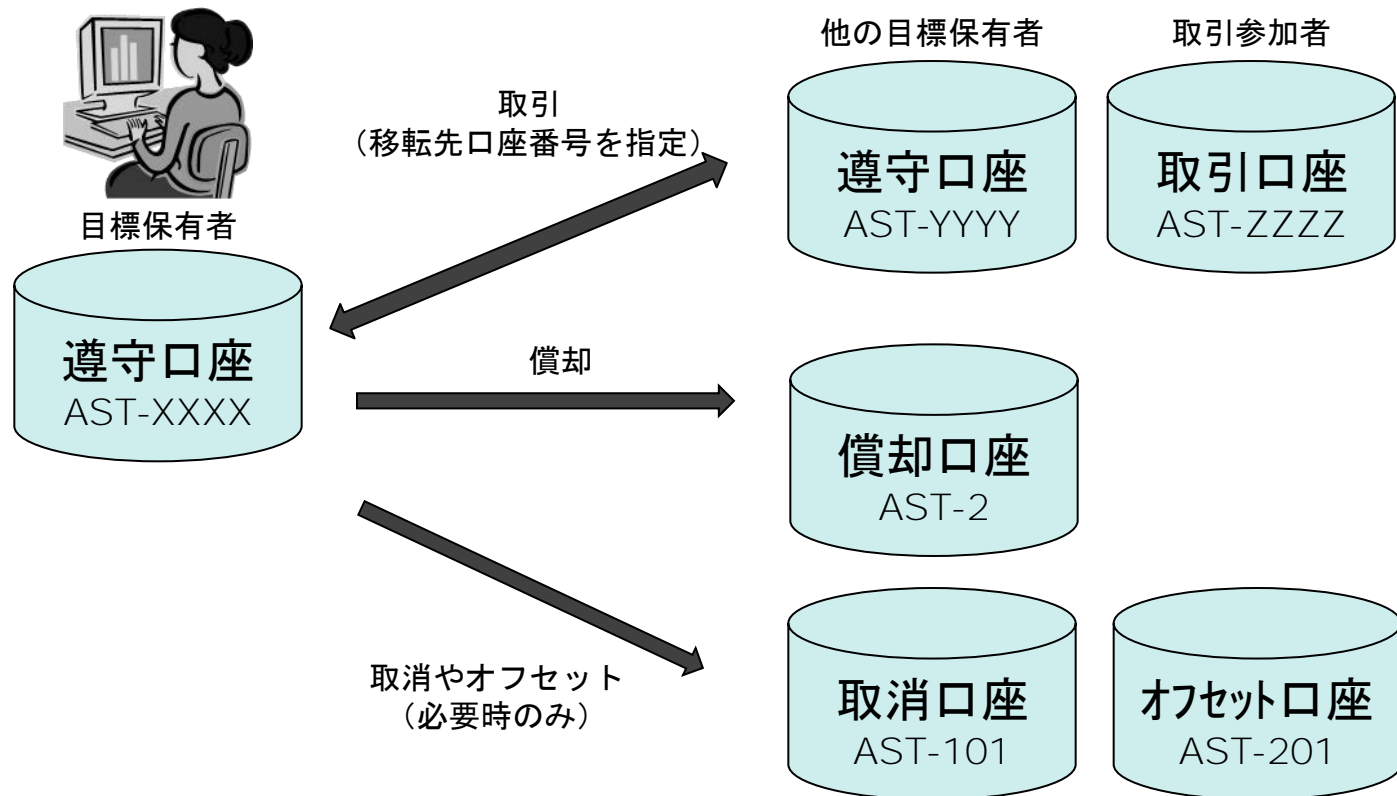 他の目標保有者
取引参加者
取引
（移転先口座番号を指定）
遵守口座
AST-YYYY
取引口座
AST-ZZZZ
目標保有者
遵守口座
AST-XXXX
償却
償却口座
AST-2
取消やオフセット
（必要時のみ）
取消口座
AST-101
オフセット口座
AST-201